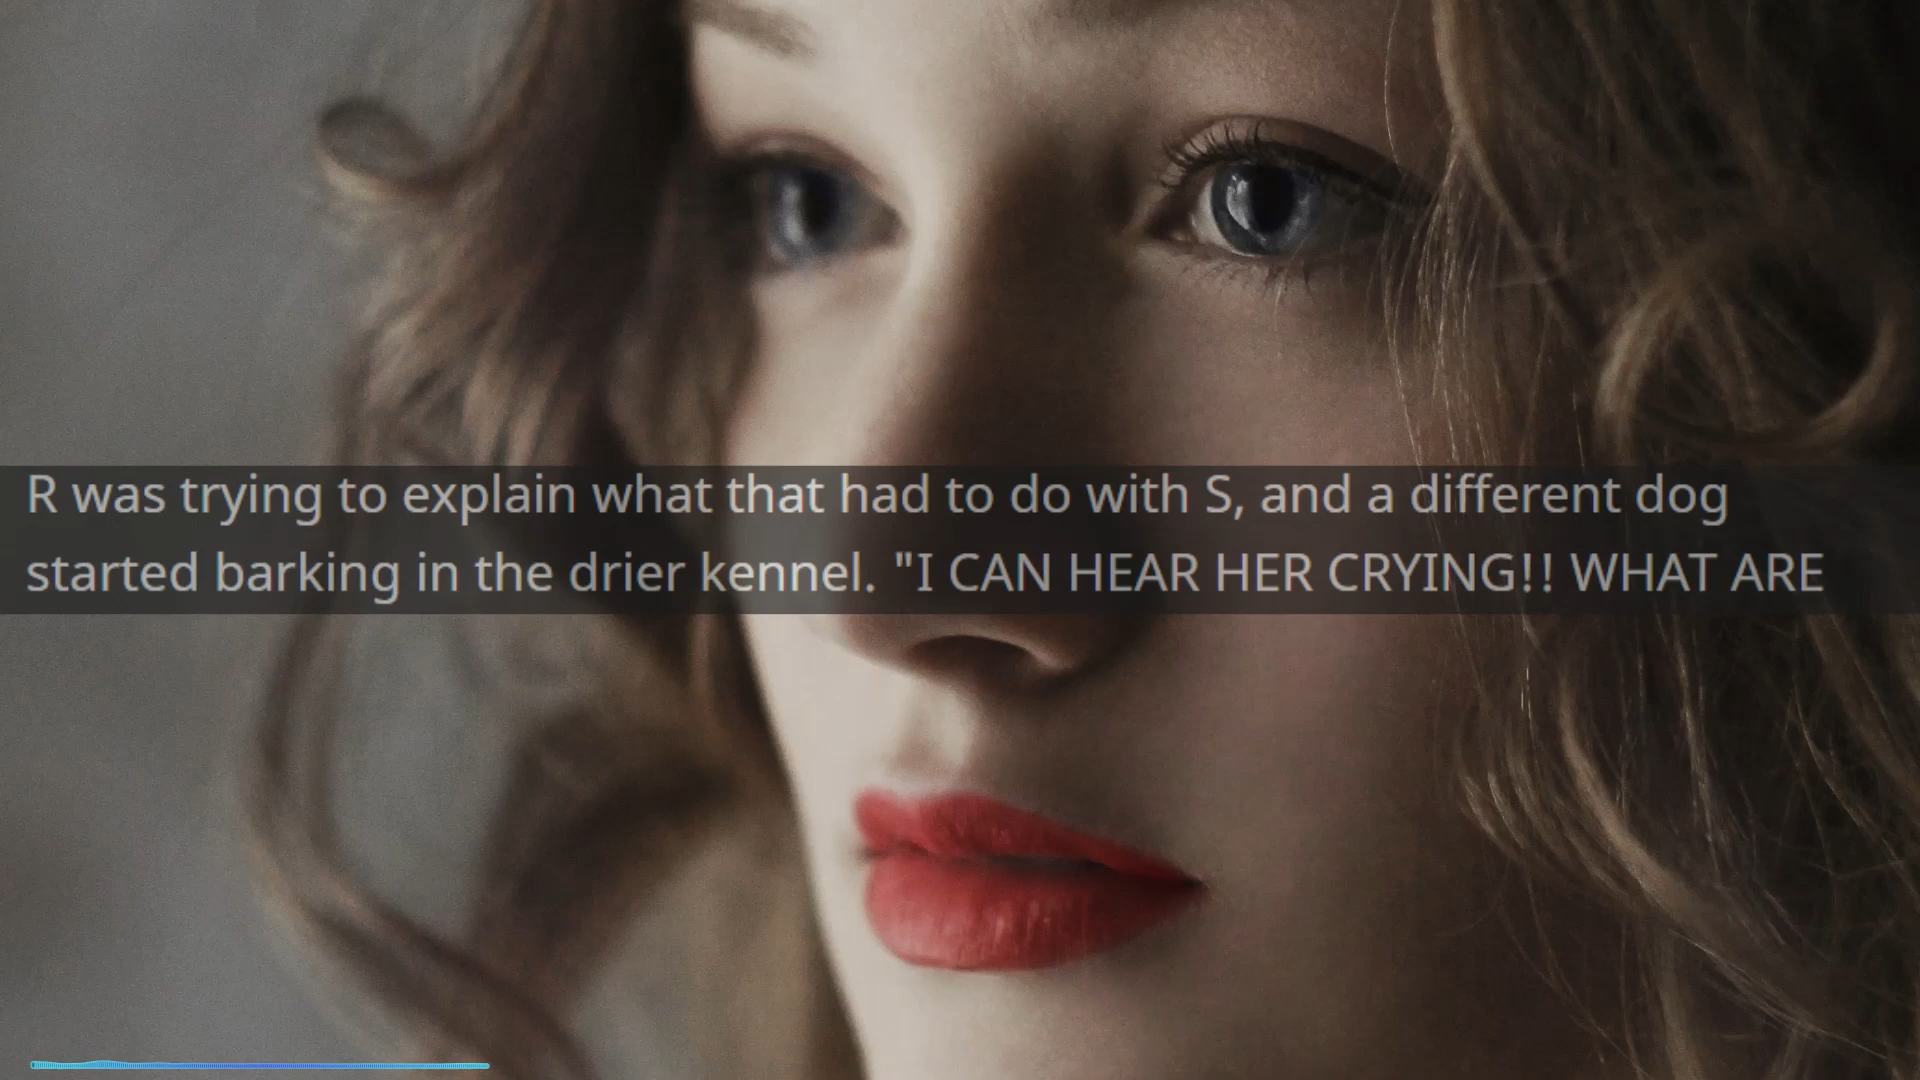 R was trying to explain what that had to do with S, and a different dog
started barking in the drier kennel. "I CAN HEAR HER CRYING!! WHAT ARE